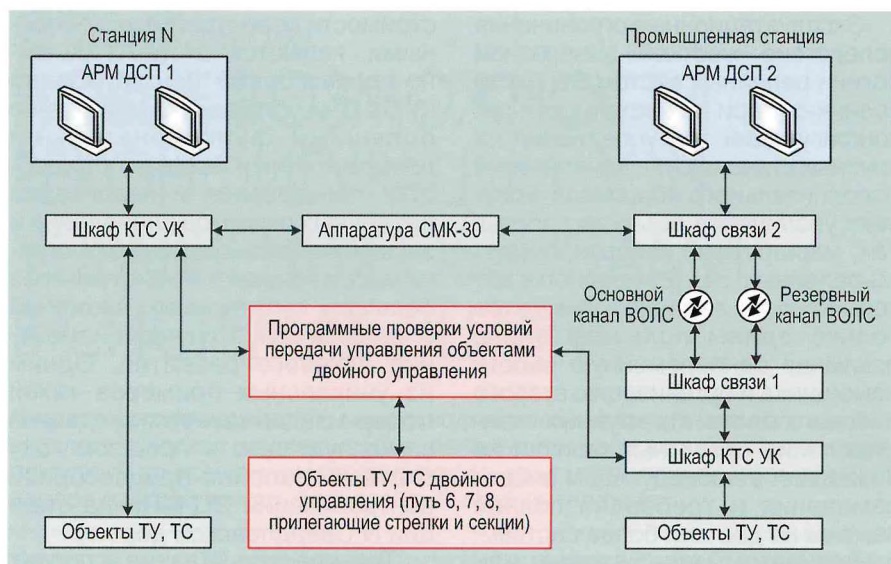 Станция N
Промышленная станция
АРМ ДСП 1
АРМ ДСП 2
Шкаф КТС УК
Аппаратура СМК-30
Шкаф связи 2
Основной
канал ВОЛС
Резервный
канал ВОЛС
Программные проверки условий
передачи управления объектами
двойного управления
Шкаф связи 1
Объекты ТУ, ТС двойного
управления (путь 6, 7, 8,
прилегающие стрелки и секции)
Шкаф КТС УК
Объекты ТУ, ТС
Объекты ТУ, ТС